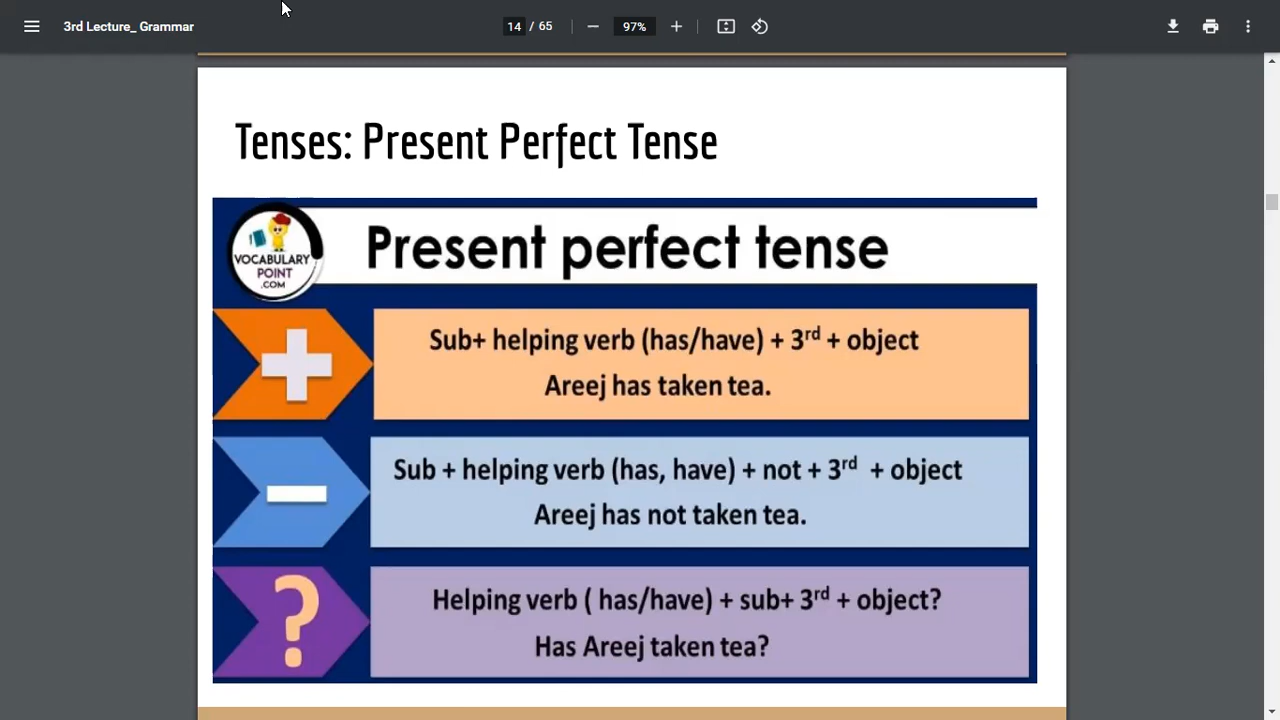 3rd Lecture_ Grammar
14 / 65
97%
Tenses: Present Perfect Tense
VOCABULARY
POINT
.COM
Present perfect tense
Sub+ helping verb (has/have) + 3rd + object
Areej has taken tea.
Sub + helping verb (has, have) + not + 3rd + object
Areej has not taken tea.
?
Helping verb ( has/have) + sub+ 3rd + object?
Has Areej taken tea?